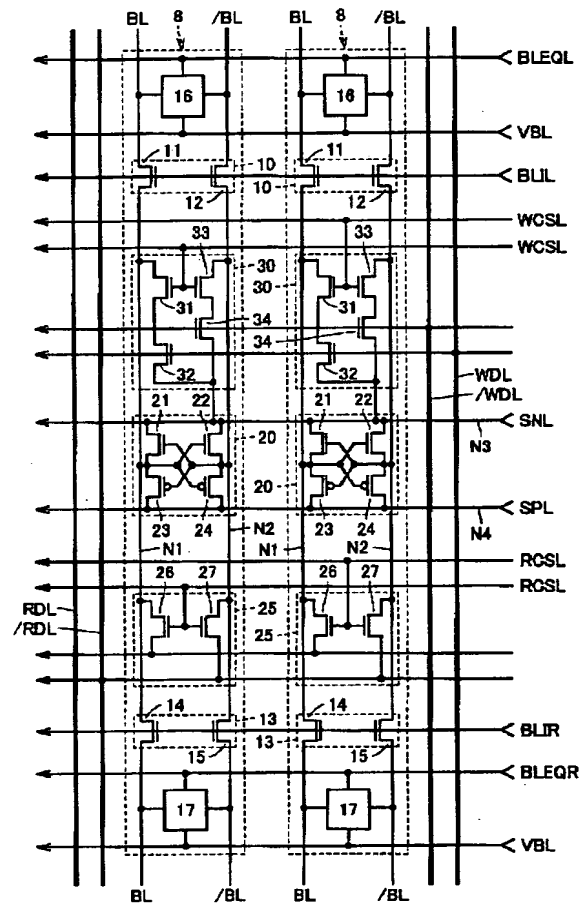 BL /BL BL /BL
8 8
BLEQL
16 16
VBL
11 10 11
BLIL
12 10 12
WCSL
WCSL
33 30 33
30
31 31
34
34
32 32
WDL
/WDL
21 22 21 22
SNL
20 N3
20
23 24 23 24
SPL
N2 N4
N1 N1 N2
RCSL
26 27 26 27
RCSL
RDL 25
/RDL 25
14 13 14
BLIR
15 13 15
BLEQR
17 17
VBL
BL /BL BL /BL